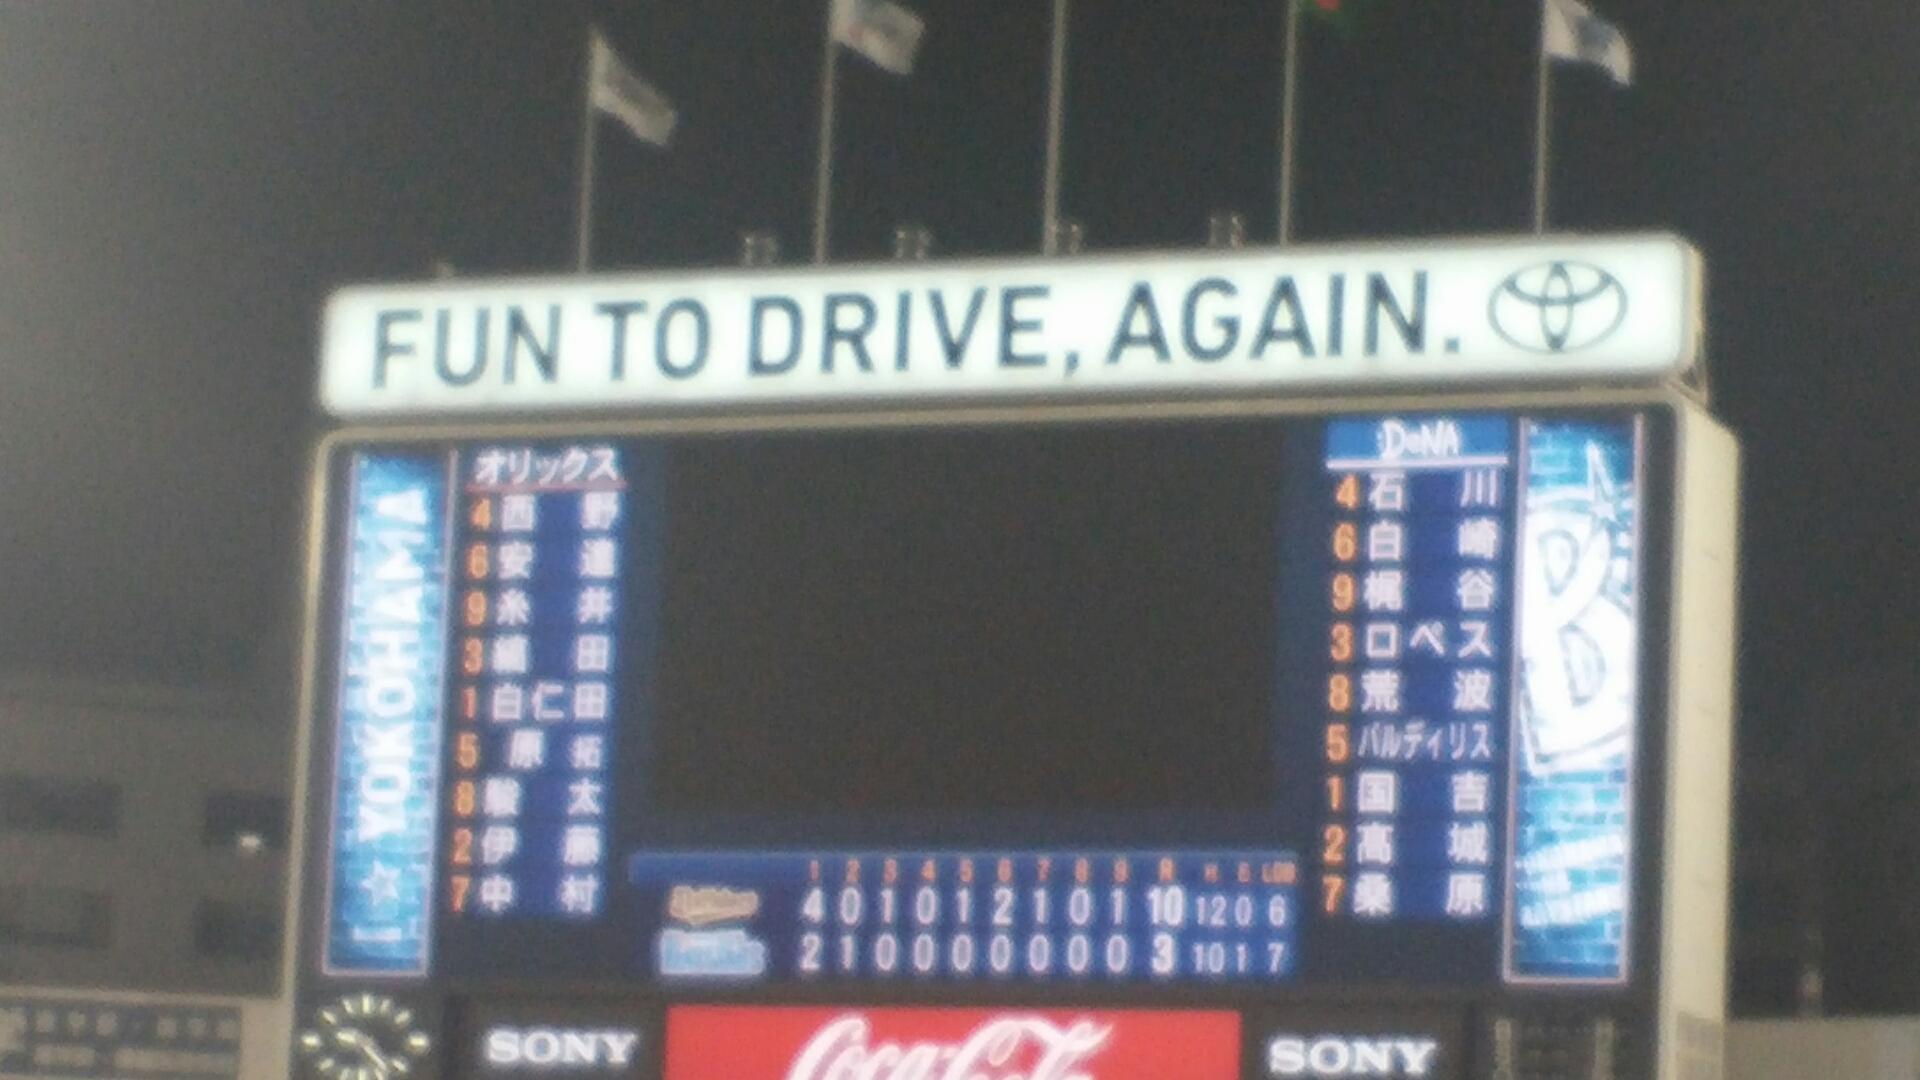 FUN TO DRIVE, AGAIN.
YOKOHAMA
オリックス
4 西野
6 安達
9 糸井
3 縞田
1 白仁田
5 原拓
8 駿太
2 伊藤
7 中村
DeNA
4 石川
6 白崎
9 梶谷
3 ロペス
8 荒波
5 バルディリス
1 国吉
2 高城
7 桑原
B
1 2 3 4 5 6 7 8 9 R H E LOB
4 0 1 0 1 2 1 0 1 10 12 0 6
2 1 0 0 0 0 0 0 0 3 10 1 7
SONY
Coca-Cola
SONY